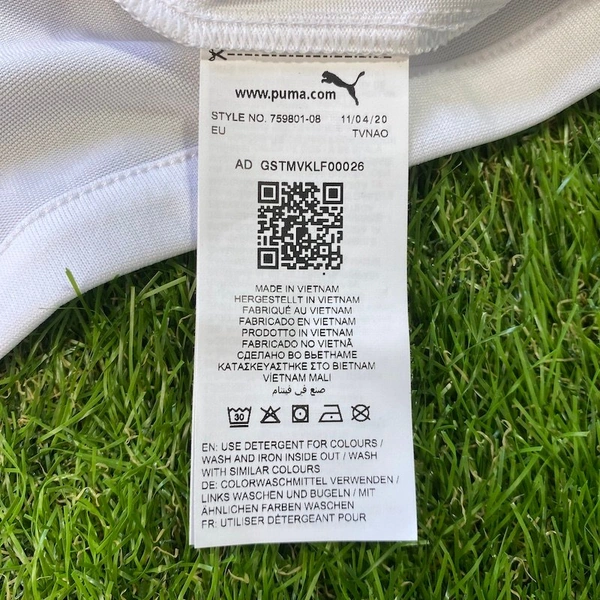 www.puma.com
STYLE NO. 759801-08 11/04/20
EU TVNAO
AD GSTMVKLF00026
MADE IN VIETNAM
HERGESTELLT IN VIETNAM
FABRIQUÉ AU VIETNAM
FABRICADO EN VIETNAM
PRODOTTO IN VIETNAM
FABRICADO NO VIETNÃ
СДЕЛАНО ВО ВЬЕТНАМЕ
ΚΑΤΑΣΚΕΥΑΣΤΗΚΕ ΣΤΟ ΒΙΕΤΝΑΜ
VİETNAM MALI
صنع في فيتنام
30
EN: USE DETERGENT FOR COLOURS /
WASH AND IRON INSIDE OUT / WASH
WITH SIMILAR COLOURS
DE: COLORWASCHMITTEL VERWENDEN /
LINKS WASCHEN UND BUGELN / MIT
ÄHNLICHEN FARBEN WASCHEN
FR: UTILISER DÉTERGEANT POUR